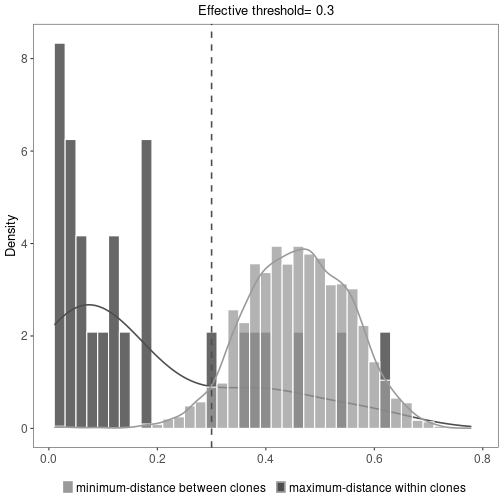 Effective threshold= 0.3
Density
8
6
4
2
0
0.0 0.2 0.4 0.6 0.8
minimum-distance between clones maximum-distance within clones